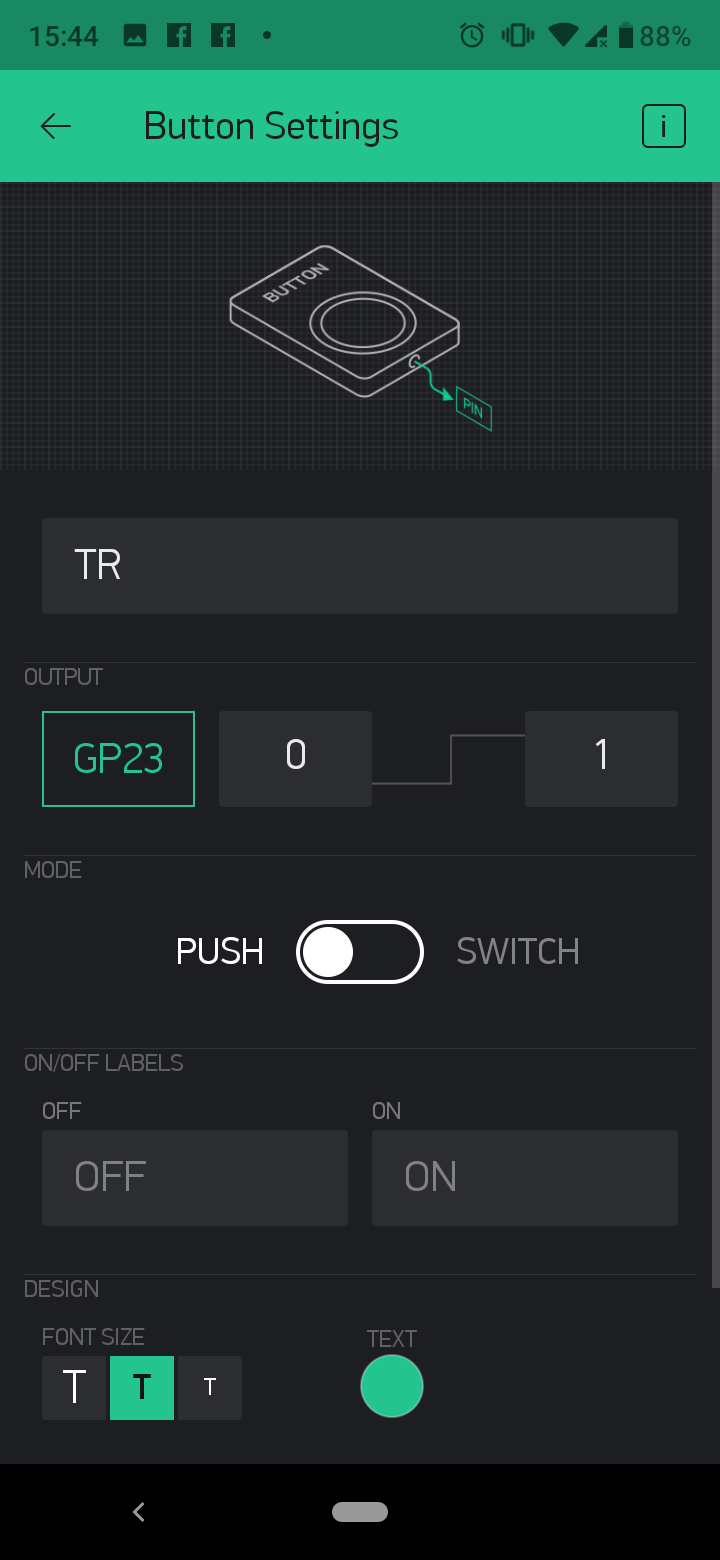 15:44 88%
Button Settings i
BUTTON
PIN
TR
OUTPUT
GP23 0 1
MODE
PUSH SWITCH
ON/OFF LABELS
OFF ON
OFF ON
DESIGN
FONT SIZE TEXT
T T T